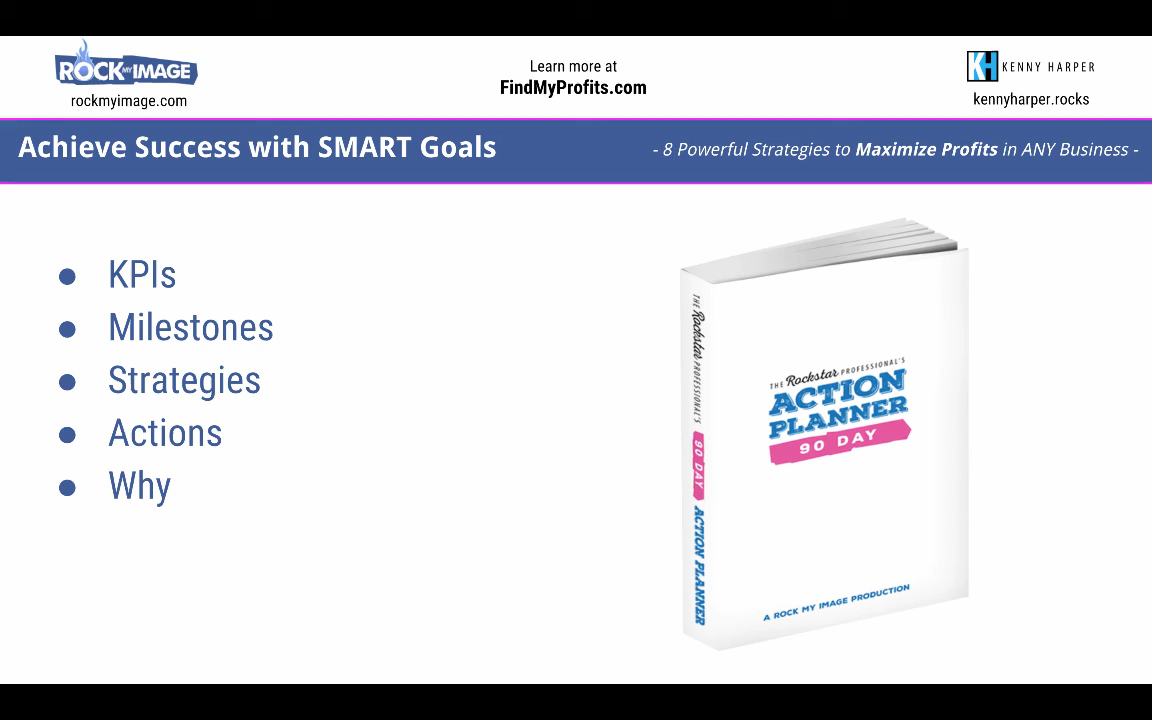 ROCK MY IMAGE
rockmyimage.com
Learn more at
FindMyProfits.com
KH KENNY HARPER
kennyharper.rocks
Achieve Success with SMART Goals
- 8 Powerful Strategies to Maximize Profits in ANY Business -
● KPIs
● Milestones
● Strategies
● Actions
● Why
THE Rockstar PROFESSIONAL'S 90 DAY ACTION PLANNER
THE Rockstar PROFESSIONAL'S
ACTION
PLANNER
90 DAY
A ROCK MY IMAGE PRODUCTION